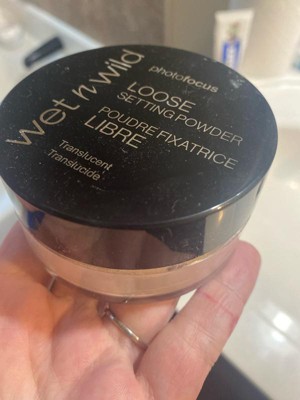 wet n wild
photofocus
LOOSE
SETTING POWDER
POUDRE FIXATRICE
LIBRE
Translucent
Translucide